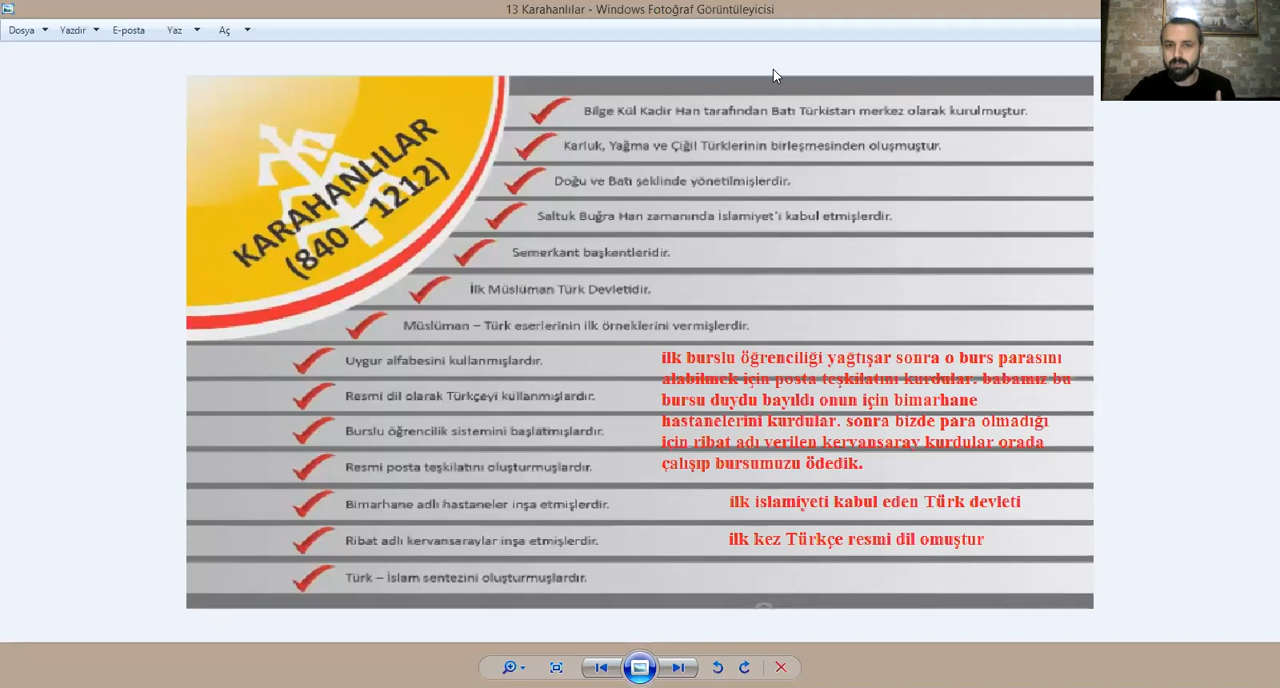 13 Karahanlılar - Windows Fotoğraf Görüntüleyicisi
Dosya Yazdır E-posta Yaz Aç
KARAHANLILAR
(840 – 1212)
Bilge Kül Kadir Han tarafından Batı Türkistan merkez olarak kurulmuştur.
Karluk, Yağma ve Çiğil Türklerinin birleşmesinden oluşmuştur.
Doğu ve Batı şeklinde yönetilmişlerdir.
Saltuk Buğra Han zamanında İslamiyet'i kabul etmişlerdir.
Semerkant başkentleridir.
İlk Müslüman Türk Devletidir.
Müslüman – Türk eserlerinin ilk örneklerini vermişlerdir.
Uygur alfabesini kullanmışlardır.
Resmi dil olarak Türkçeyi kullanmışlardır.
Burslu öğrencilik sistemini başlatmışlardır.
Resmi posta teşkilatını oluşturmuşlardır.
Bimarhane adlı hastaneler inşa etmişlerdir.
Ribat adlı kervansaraylar inşa etmişlerdir.
Türk – İslam sentezini oluşturmuşlardır.
ilk burslu öğrenciliği yağtışar sonra o burs parasını
alabilmek için posta teşkilatını kurdular. babamız bu
bursu duydu bayıldı onun için bimarhane
hastanelerini kurdular. sonra bizde para olmadığı
için ribat adı verilen kervansaray kurdular orada
çalışıp bursumuzu ödedik.
ilk islamiyeti kabul eden Türk devleti
ilk kez Türkçe resmi dil omuştur